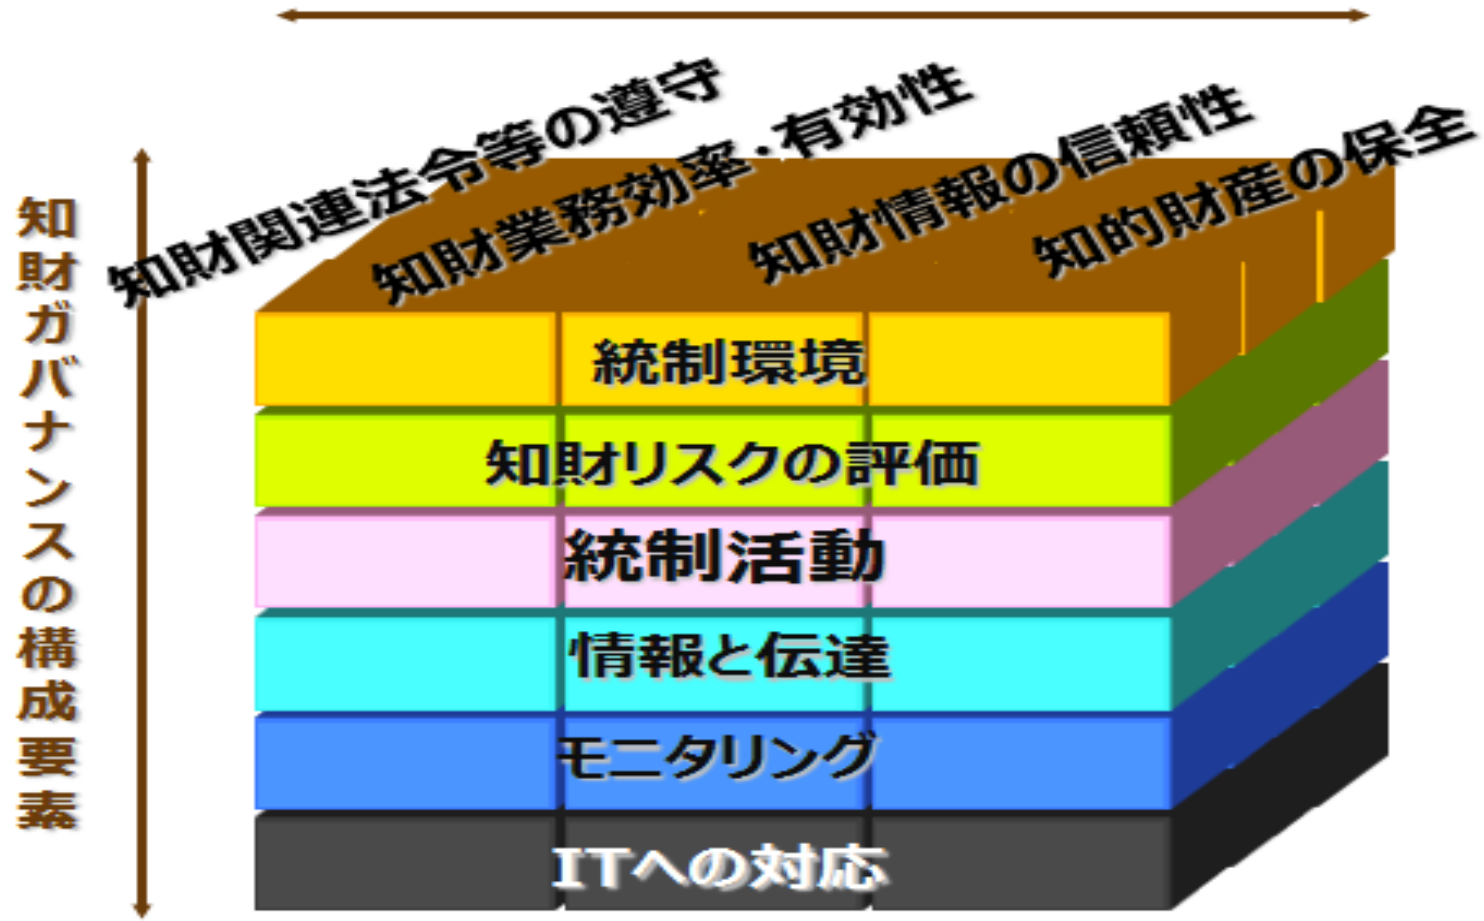 知財関連法令等の遵守
知財業務効率・有効性
知財情報の信頼性
知的財産の保全
知財ガバナンスの構成要素
統制環境
知財リスクの評価
統制活動
情報と伝達
モニタリング
ITへの対応